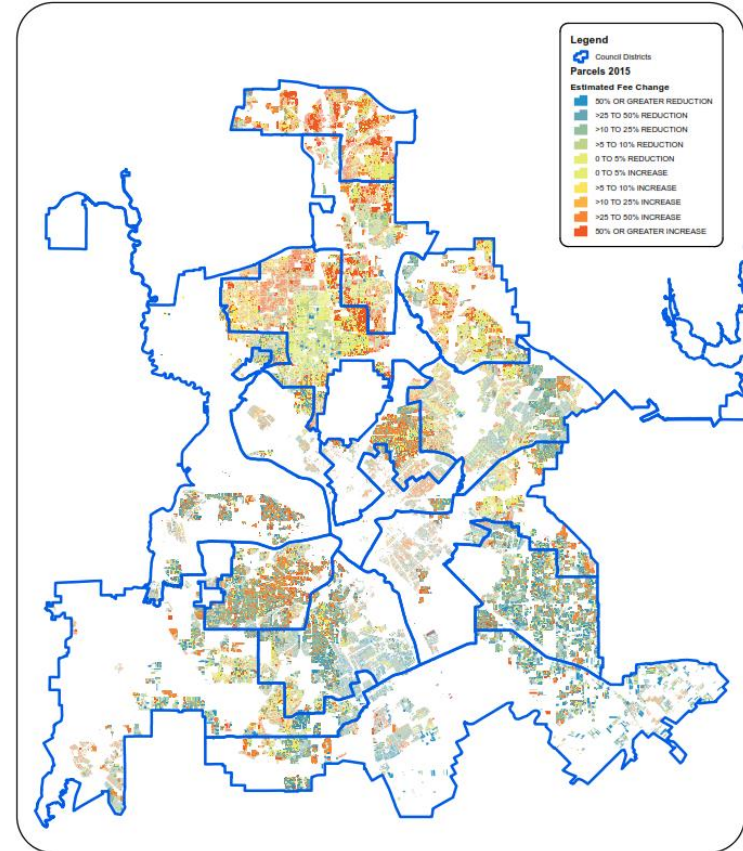 Legend
Council Districts
Parcels 2015
Estimated Fee Change
50% OR GREATER REDUCTION
>25 TO 50% REDUCTION
>10 TO 25% REDUCTION
>5 TO 10% REDUCTION
0 TO 5% REDUCTION
0 TO 5% INCREASE
>5 TO 10% INCREASE
>10 TO 25% INCREASE
>25 TO 50% INCREASE
50% OR GREATER INCREASE